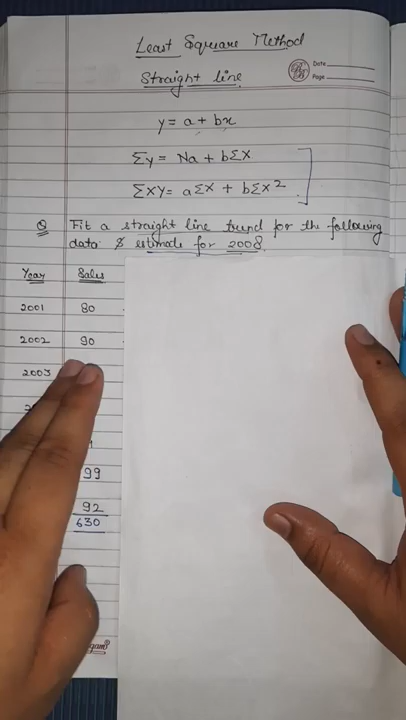 Least Square Method
Straight line
Date
Page
y = a + bx
Σy = Na + bΣX
ΣXY = aΣX + bΣX²
Q Fit a straight line trend for the following
data & estimate for 2008.
Year Sales
2001 80
2002 90
2003
99
92
630